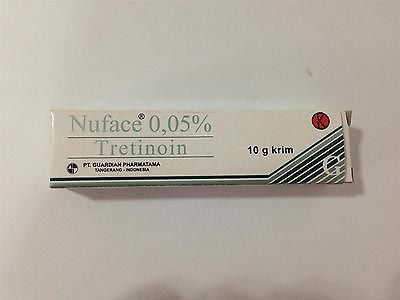 Nuface® 0,05%
Tretinoin
PT. GUARDIAN PHARMATAMA
TANGERANG - INDONESIA
10 g krim
K